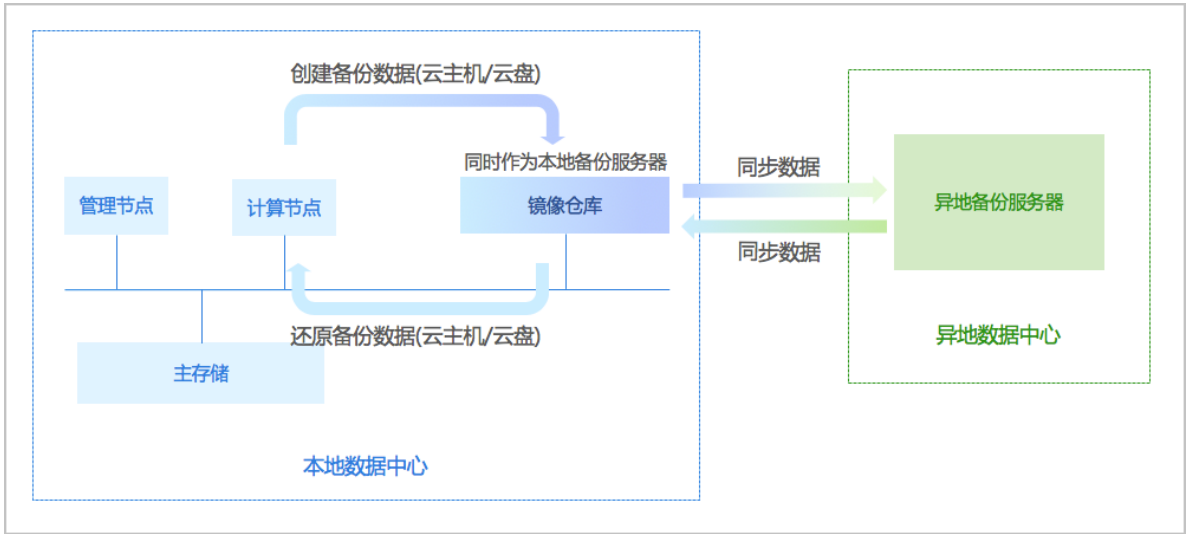 创建备份数据(云主机/云盘)
同时作为本地备份服务器
管理节点
计算节点
镜像仓库
同步数据
同步数据
异地备份服务器
还原备份数据(云主机/云盘)
主存储
异地数据中心
本地数据中心